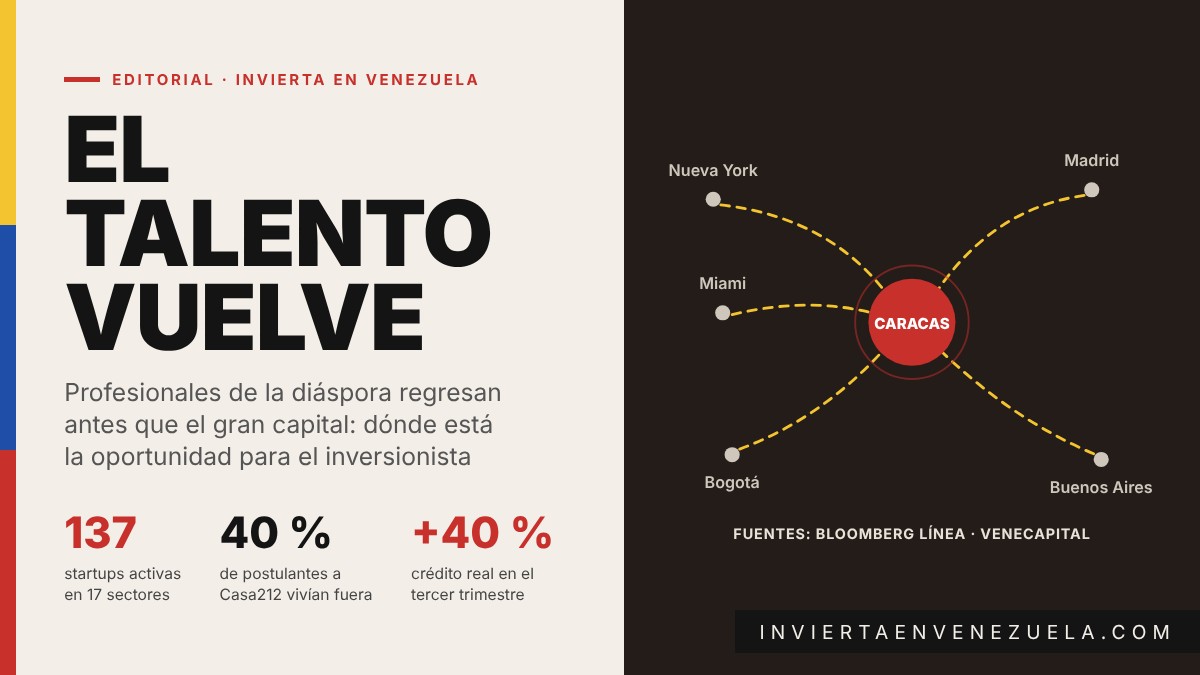 EDITORIAL · INVIERTA EN VENEZUELA
EL
TALENTO
VUELVE
Profesionales de la diáspora regresan
antes que el gran capital: dónde está
la oportunidad para el inversionista
137
startups activas
en 17 sectores
40 %
de postulantes a
Casa212 vivían fuera
+40 %
crédito real en el
tercer trimestre
Nueva York
Madrid
Miami
CARACAS
Bogotá
Buenos Aires
FUENTES: BLOOMBERG LÍNEA · VENECAPITAL
INVIERTAENVENEZUELA.COM